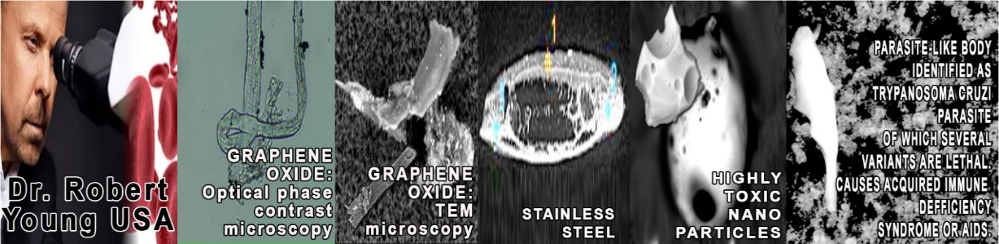 Dr. Robert
Young USA
GRAPHENE
OXIDE:
Optical phase
contrast
microscopy
GRAPHENE
OXIDE:
TEM
microscopy
1
2
STAINLESS
STEEL
HIGHLY
TOXIC
NANO
PARTICLES
PARASITE-LIKE BODY
IDENTIFIED AS
TRYPANOSOMA CRUZI
PARASITE
OF WHICH SEVERAL
VARIANTS ARE LETHAL.
CAUSES ACQUIRED IMMUNE
DEFFICIENCY
SYNDROME OR AIDS.